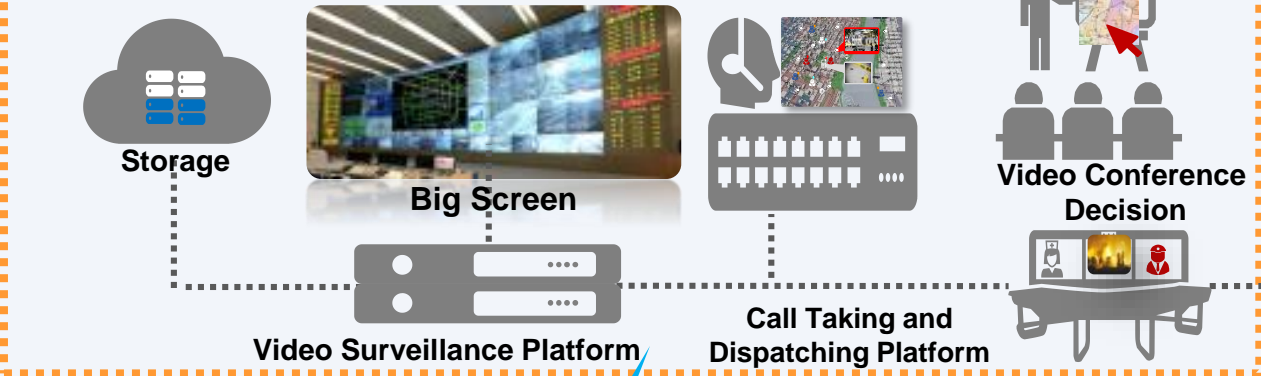 Storage
Big Screen
Video Conference
Decision
Video Surveillance Platform
Call Taking and
Dispatching Platform